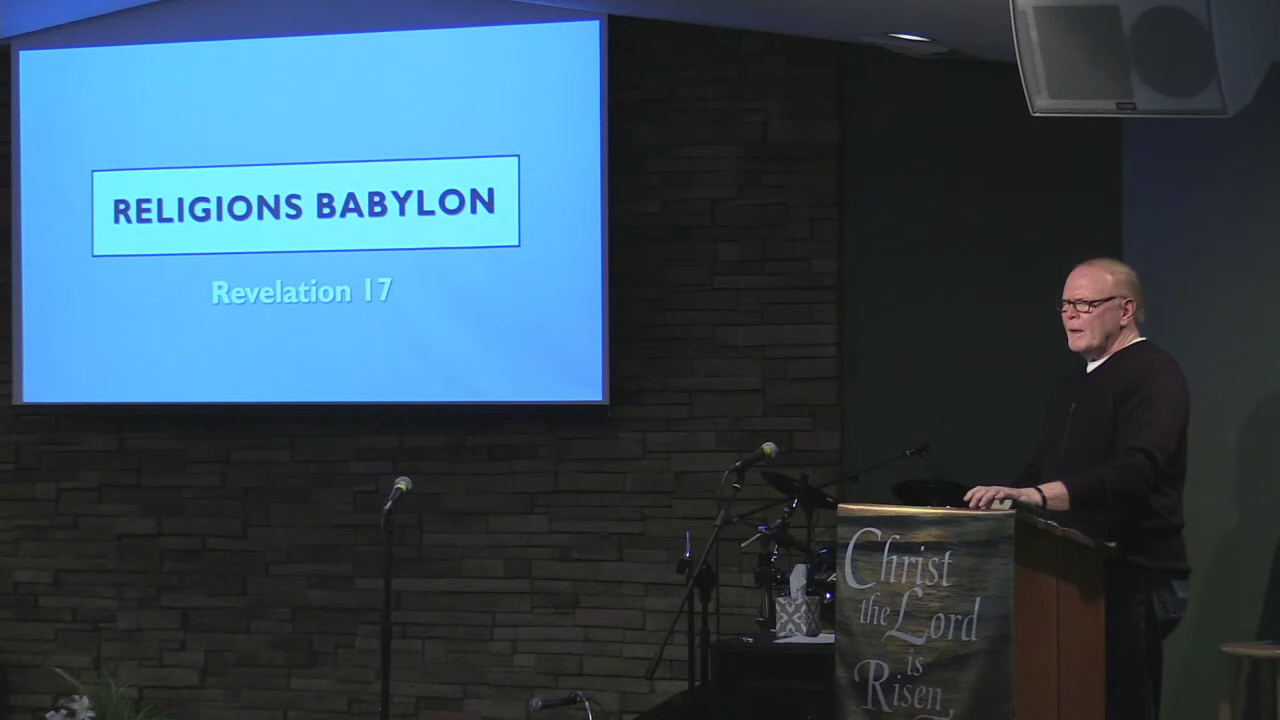 RELIGIONS BABYLON
Revelation 17
Christ
the Lord
is
Risen